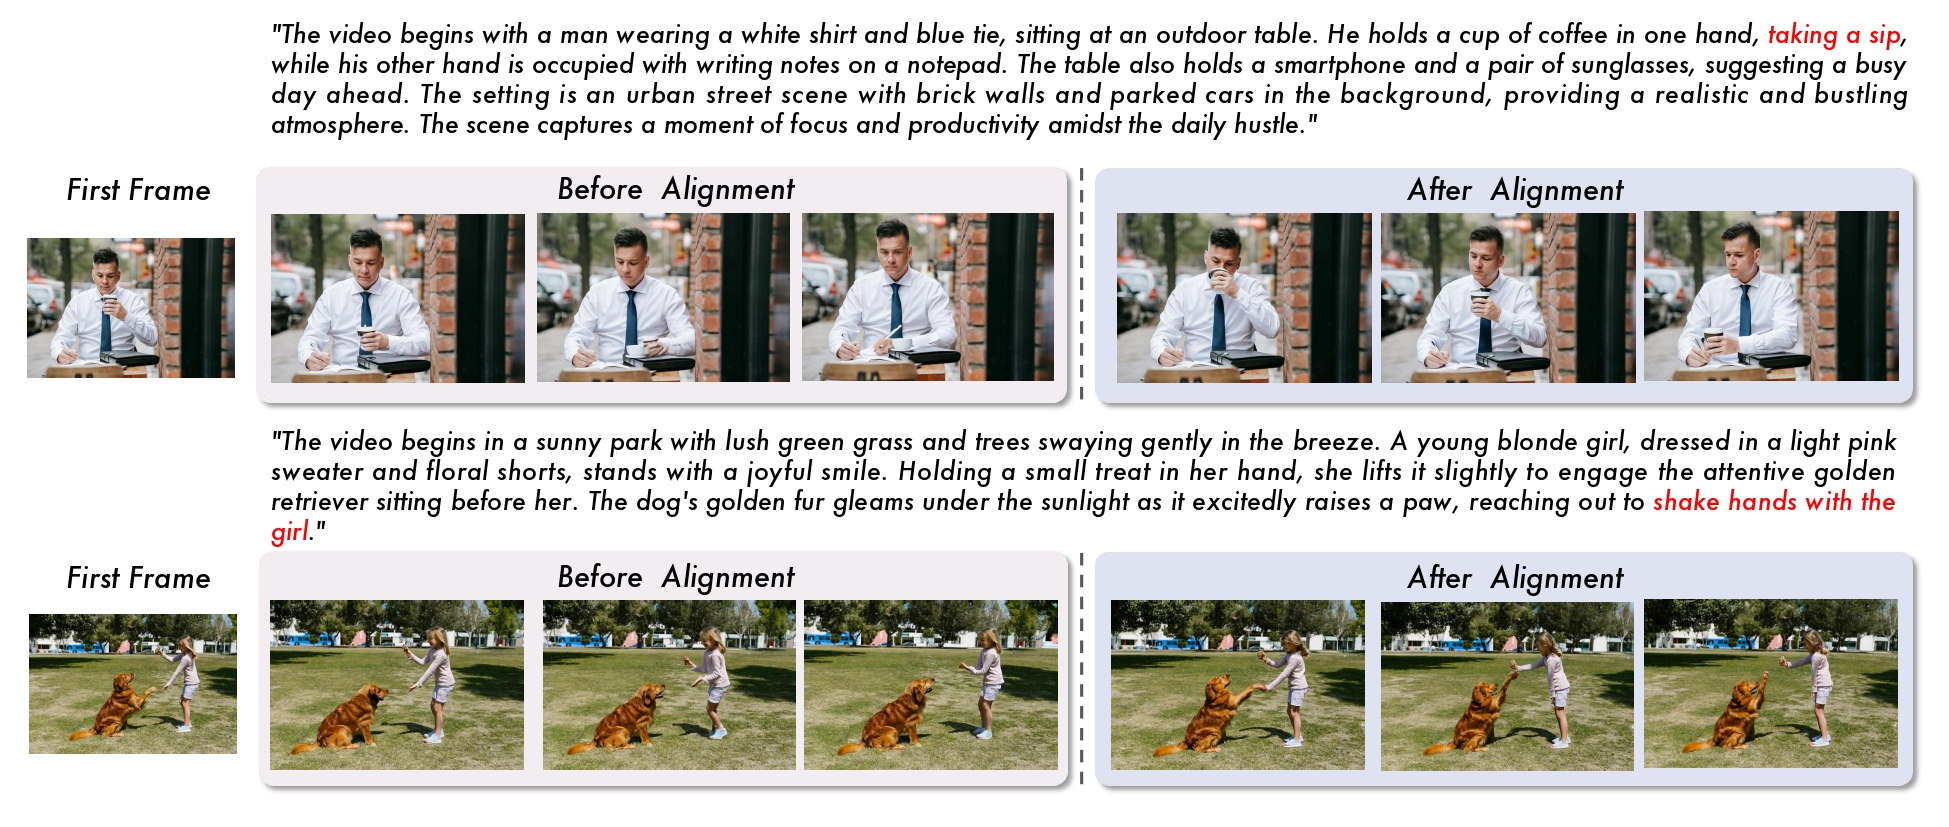 "The video begins with a man wearing a white shirt and blue tie, sitting at an outdoor table. He holds a cup of coffee in one hand, taking a sip,
while his other hand is occupied with writing notes on a notepad. The table also holds a smartphone and a pair of sunglasses, suggesting a busy
day ahead. The setting is an urban street scene with brick walls and parked cars in the background, providing a realistic and bustling
atmosphere. The scene captures a moment of focus and productivity amidst the daily hustle."
First Frame
Before Alignment
After Alignment
"The video begins in a sunny park with lush green grass and trees swaying gently in the breeze. A young blonde girl, dressed in a light pink
sweater and floral shorts, stands with a joyful smile. Holding a small treat in her hand, she lifts it slightly to engage the attentive golden
retriever sitting before her. The dog's golden fur gleams under the sunlight as it excitedly raises a paw, reaching out to shake hands with the
girl."
First Frame
Before Alignment
After Alignment